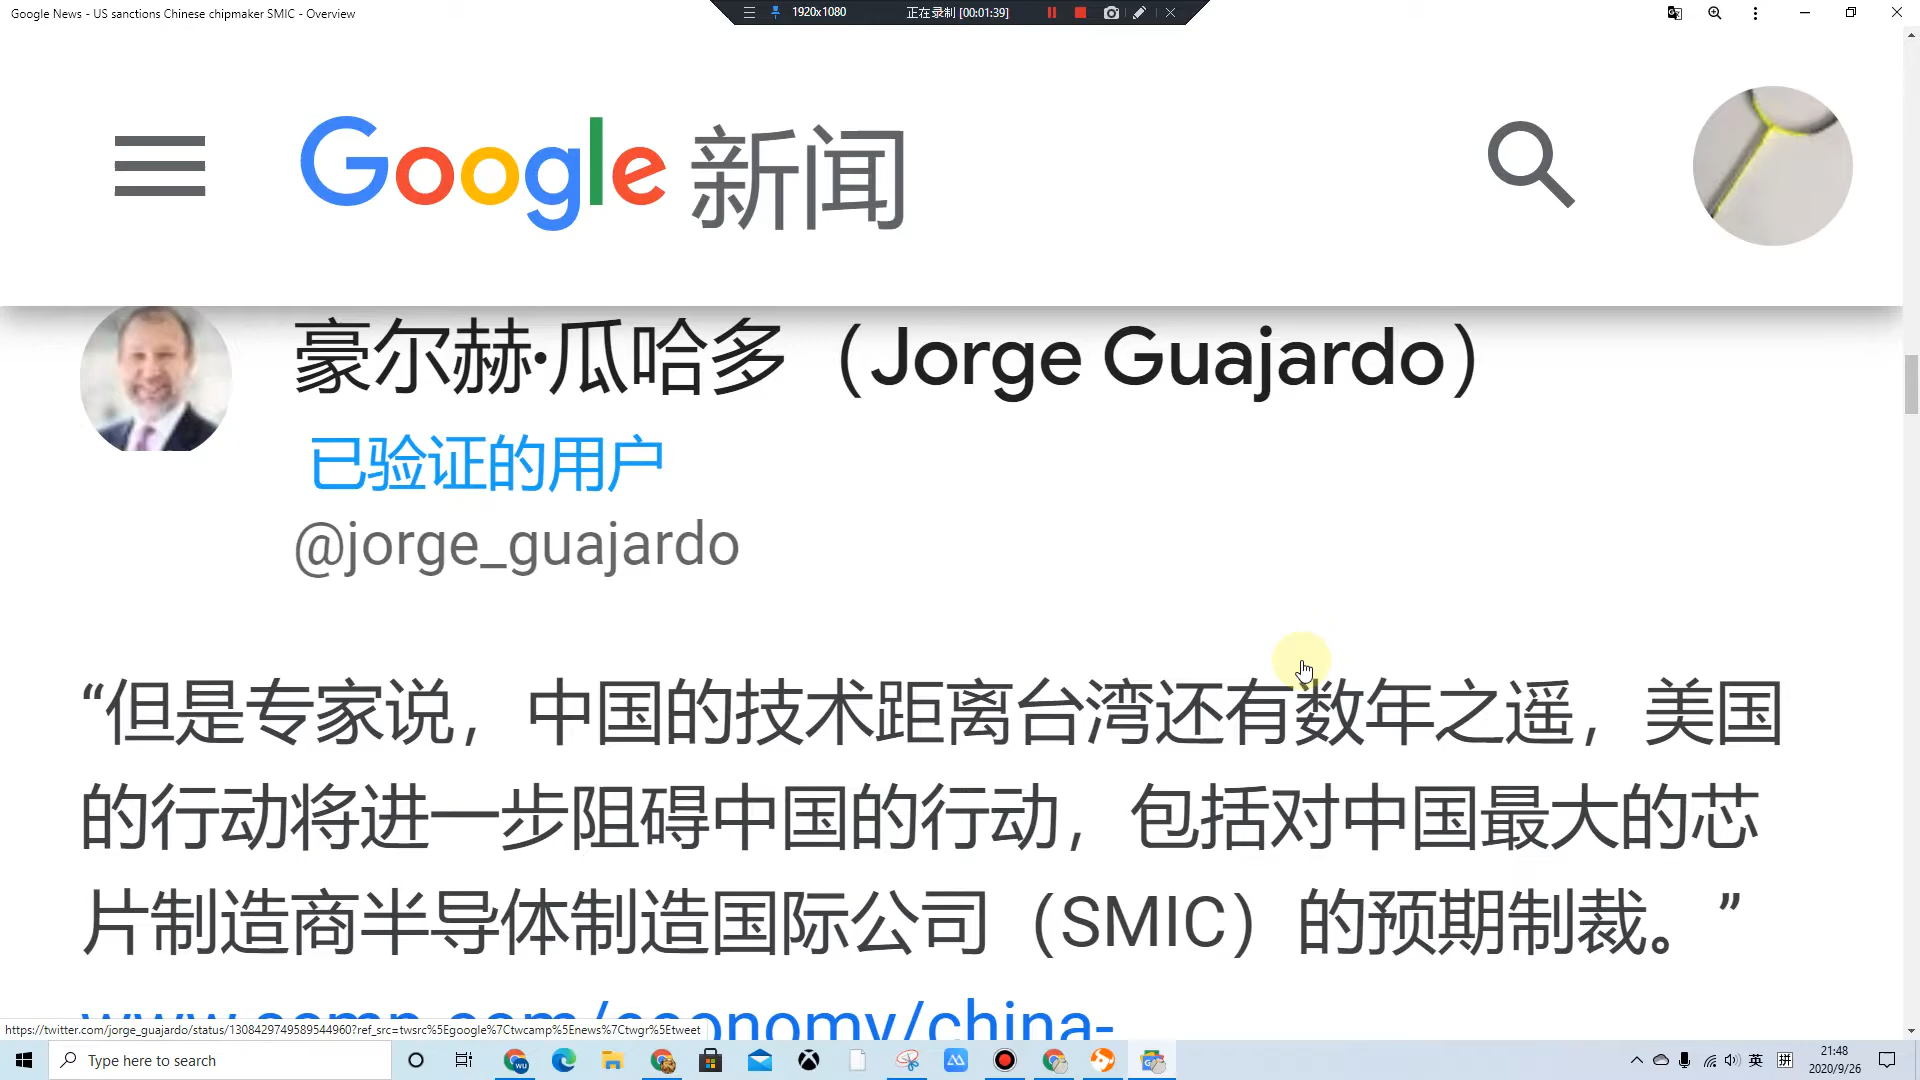 Google News - US sanctions Chinese chipmaker SMIC - Overview
1920x1080 正在录制 [00:01:39]
Google 新闻
豪尔赫·瓜哈多（Jorge Guajardo）
已验证的用户
@jorge_guajardo
“但是专家说，中国的技术距离台湾还有数年之遥，美国
的行动将进一步阻碍中国的行动，包括对中国最大的芯
片制造商半导体制造国际公司（SMIC）的预期制裁。”
www.scmp.com/economy/china-
https://twitter.com/jorge_guajardo/status/1308429749589544960?ref_src=twsrc%5Egoogle%7Ctwcamp%5Enews%7Ctwgr%5Etweet
Type here to search
英 拼
21:48
2020/9/26